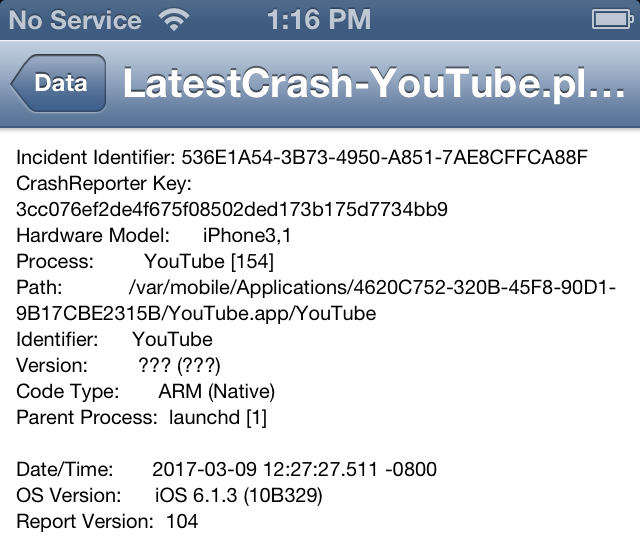 No Service 1:16 PM
Data LatestCrash-YouTube.pl...
Incident Identifier: 536E1A54-3B73-4950-A851-7AE8CFFCA88F
CrashReporter Key:
3cc076ef2de4f675f08502ded173b175d7734bb9
Hardware Model: iPhone3,1
Process: YouTube [154]
Path: /var/mobile/Applications/4620C752-320B-45F8-90D1-
9B17CBE2315B/YouTube.app/YouTube
Identifier: YouTube
Version: ??? (???)
Code Type: ARM (Native)
Parent Process: launchd [1]
Date/Time: 2017-03-09 12:27:27.511 -0800
OS Version: iOS 6.1.3 (10B329)
Report Version: 104